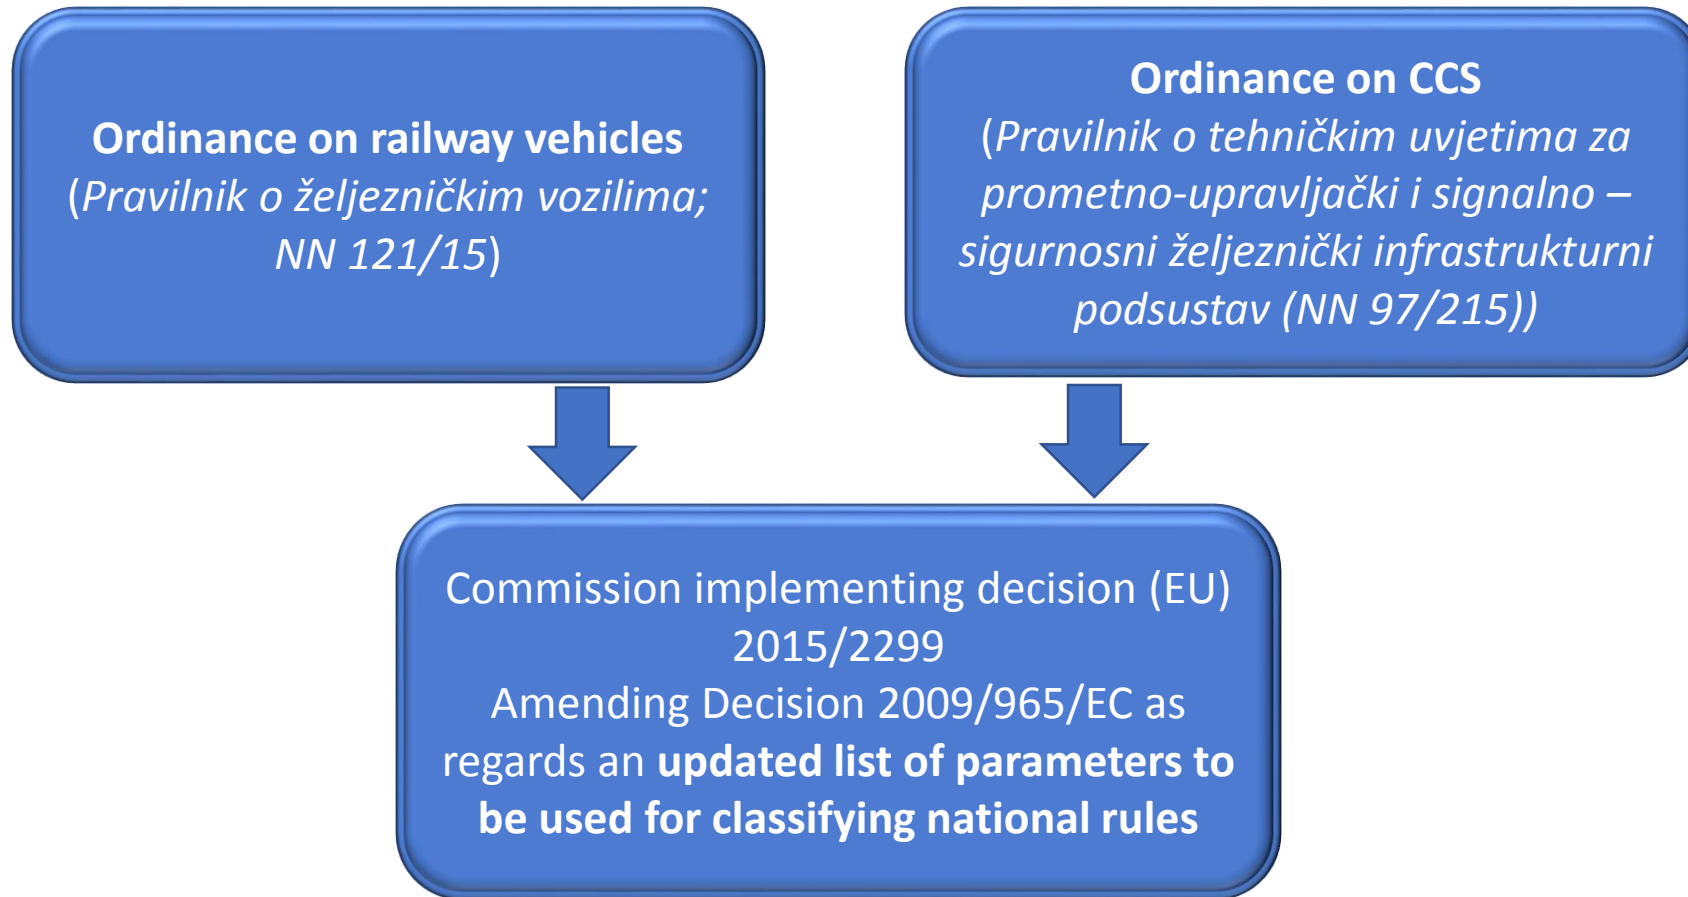 Ordinance on railway vehicles
(Pravilnik o željezničkim vozilima;
NN 121/15)
Ordinance on CCS
(Pravilnik o tehničkim uvjetima za
prometno-upravljački i signalno –
sigurnosni željeznički infrastrukturni
podsustav (NN 97/215))
Commission implementing decision (EU)
2015/2299
Amending Decision 2009/965/EC as
regards an updated list of parameters to
be used for classifying national rules